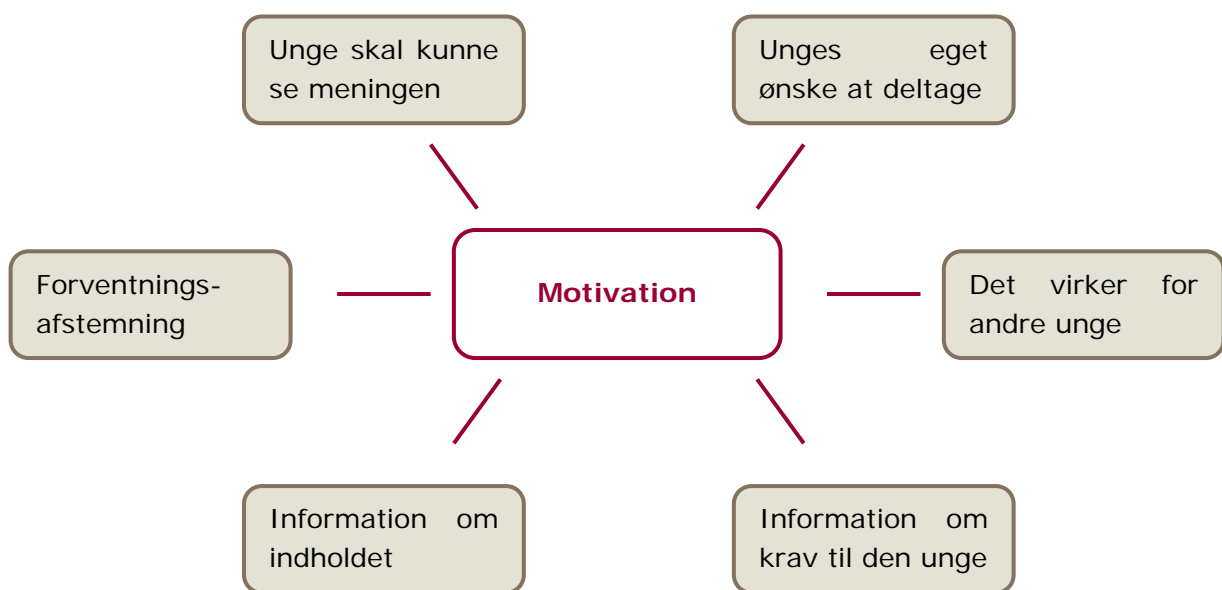 Unge skal kunne
se meningen
Unges eget
ønske at deltage
Forventnings-
afstemning
Motivation
Det virker for
andre unge
Information om
indholdet
Information om
krav til den unge